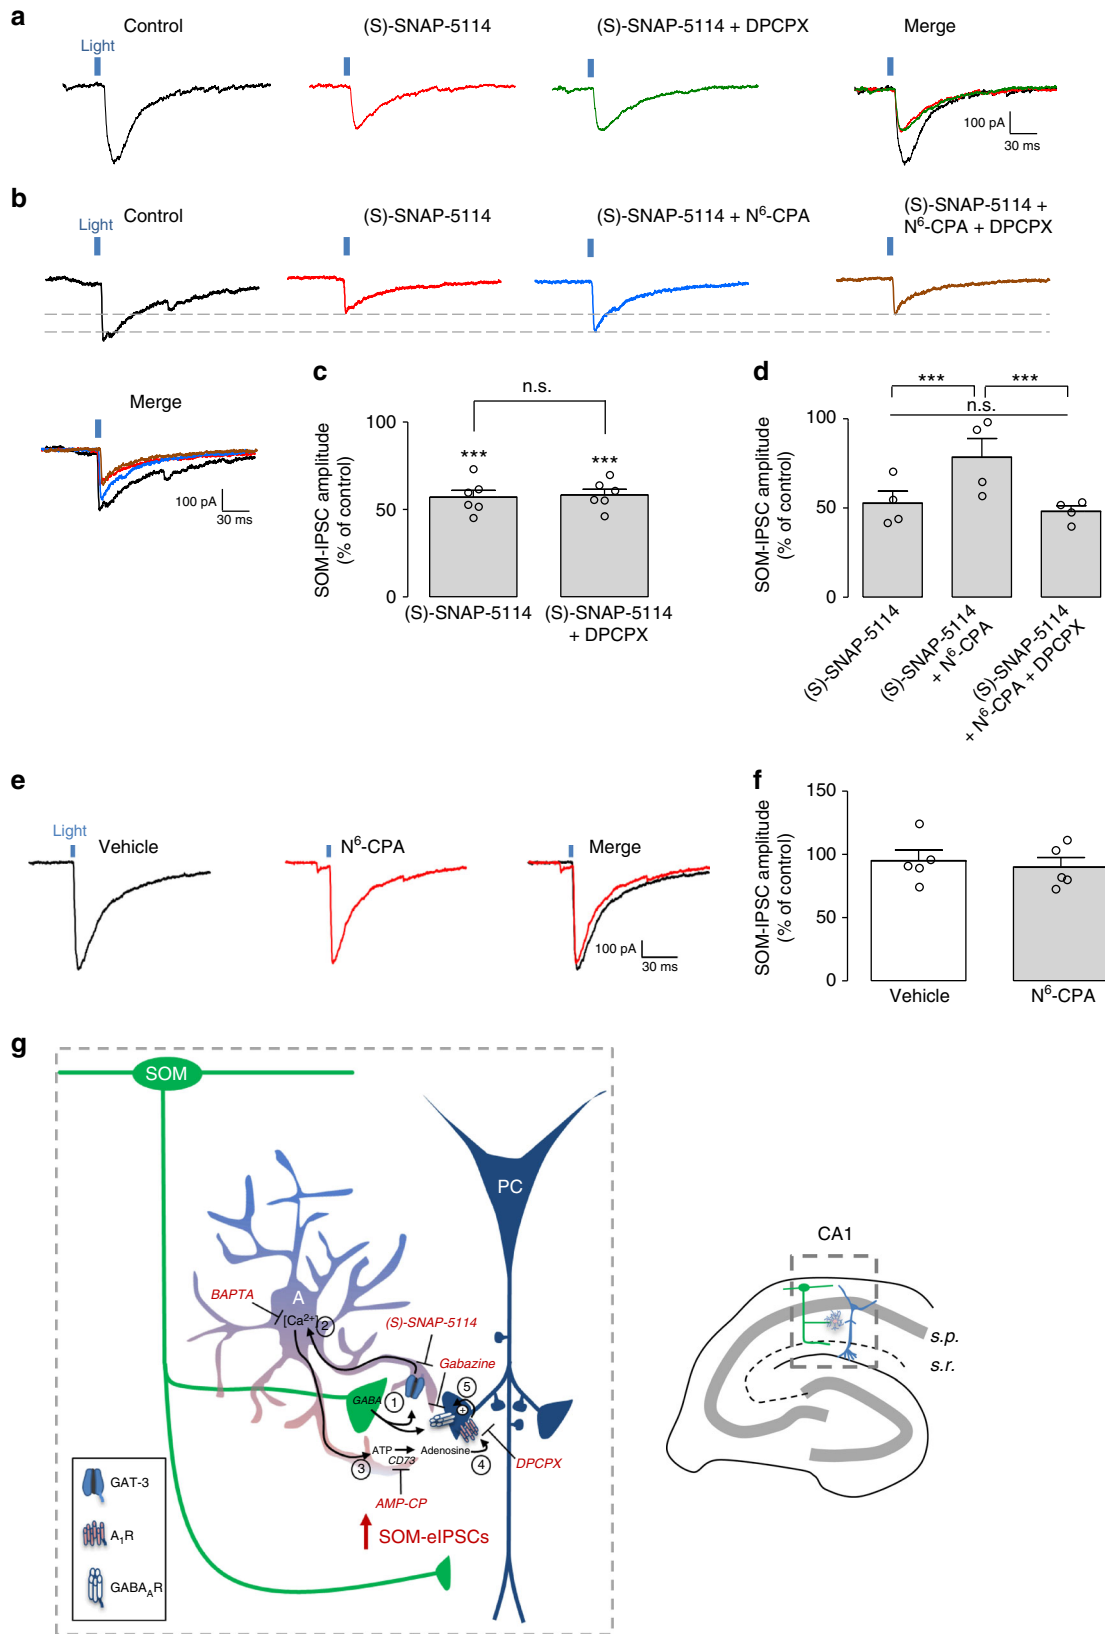 a
Control
(S)-SNAP-5114
(S)-SNAP-5114 + DPCPX
Merge
Light
100 pA
30 ms
b
Control
(S)-SNAP-5114
(S)-SNAP-5114 + N⁶-CPA
(S)-SNAP-5114 +
N⁶-CPA + DPCPX
Light
Merge
100 pA
30 ms
c
n.s.
***
***
100
50
0
SOM-IPSC amplitude
(% of control)
(S)-SNAP-5114
(S)-SNAP-5114
+ DPCPX
d
***
***
n.s.
100
50
0
SOM-IPSC amplitude
(% of control)
(S)-SNAP-5114
(S)-SNAP-5114
+ N⁶-CPA
(S)-SNAP-5114
+ N⁶-CPA + DPCPX
e
Light
Vehicle
N⁶-CPA
Merge
100 pA
30 ms
f
150
100
50
0
SOM-IPSC amplitude
(% of control)
Vehicle
N⁶-CPA
g
SOM
PC
A
BAPTA
[Ca²⁺]ᵢ
2
(S)-SNAP-5114
Gabazine
GABA
1
5
+
ATP
Adenosine
CD73
3
4
DPCPX
AMP-CP
SOM-eIPSCs
GAT-3
A₁R
GABA_AR
CA1
s.p.
s.r.